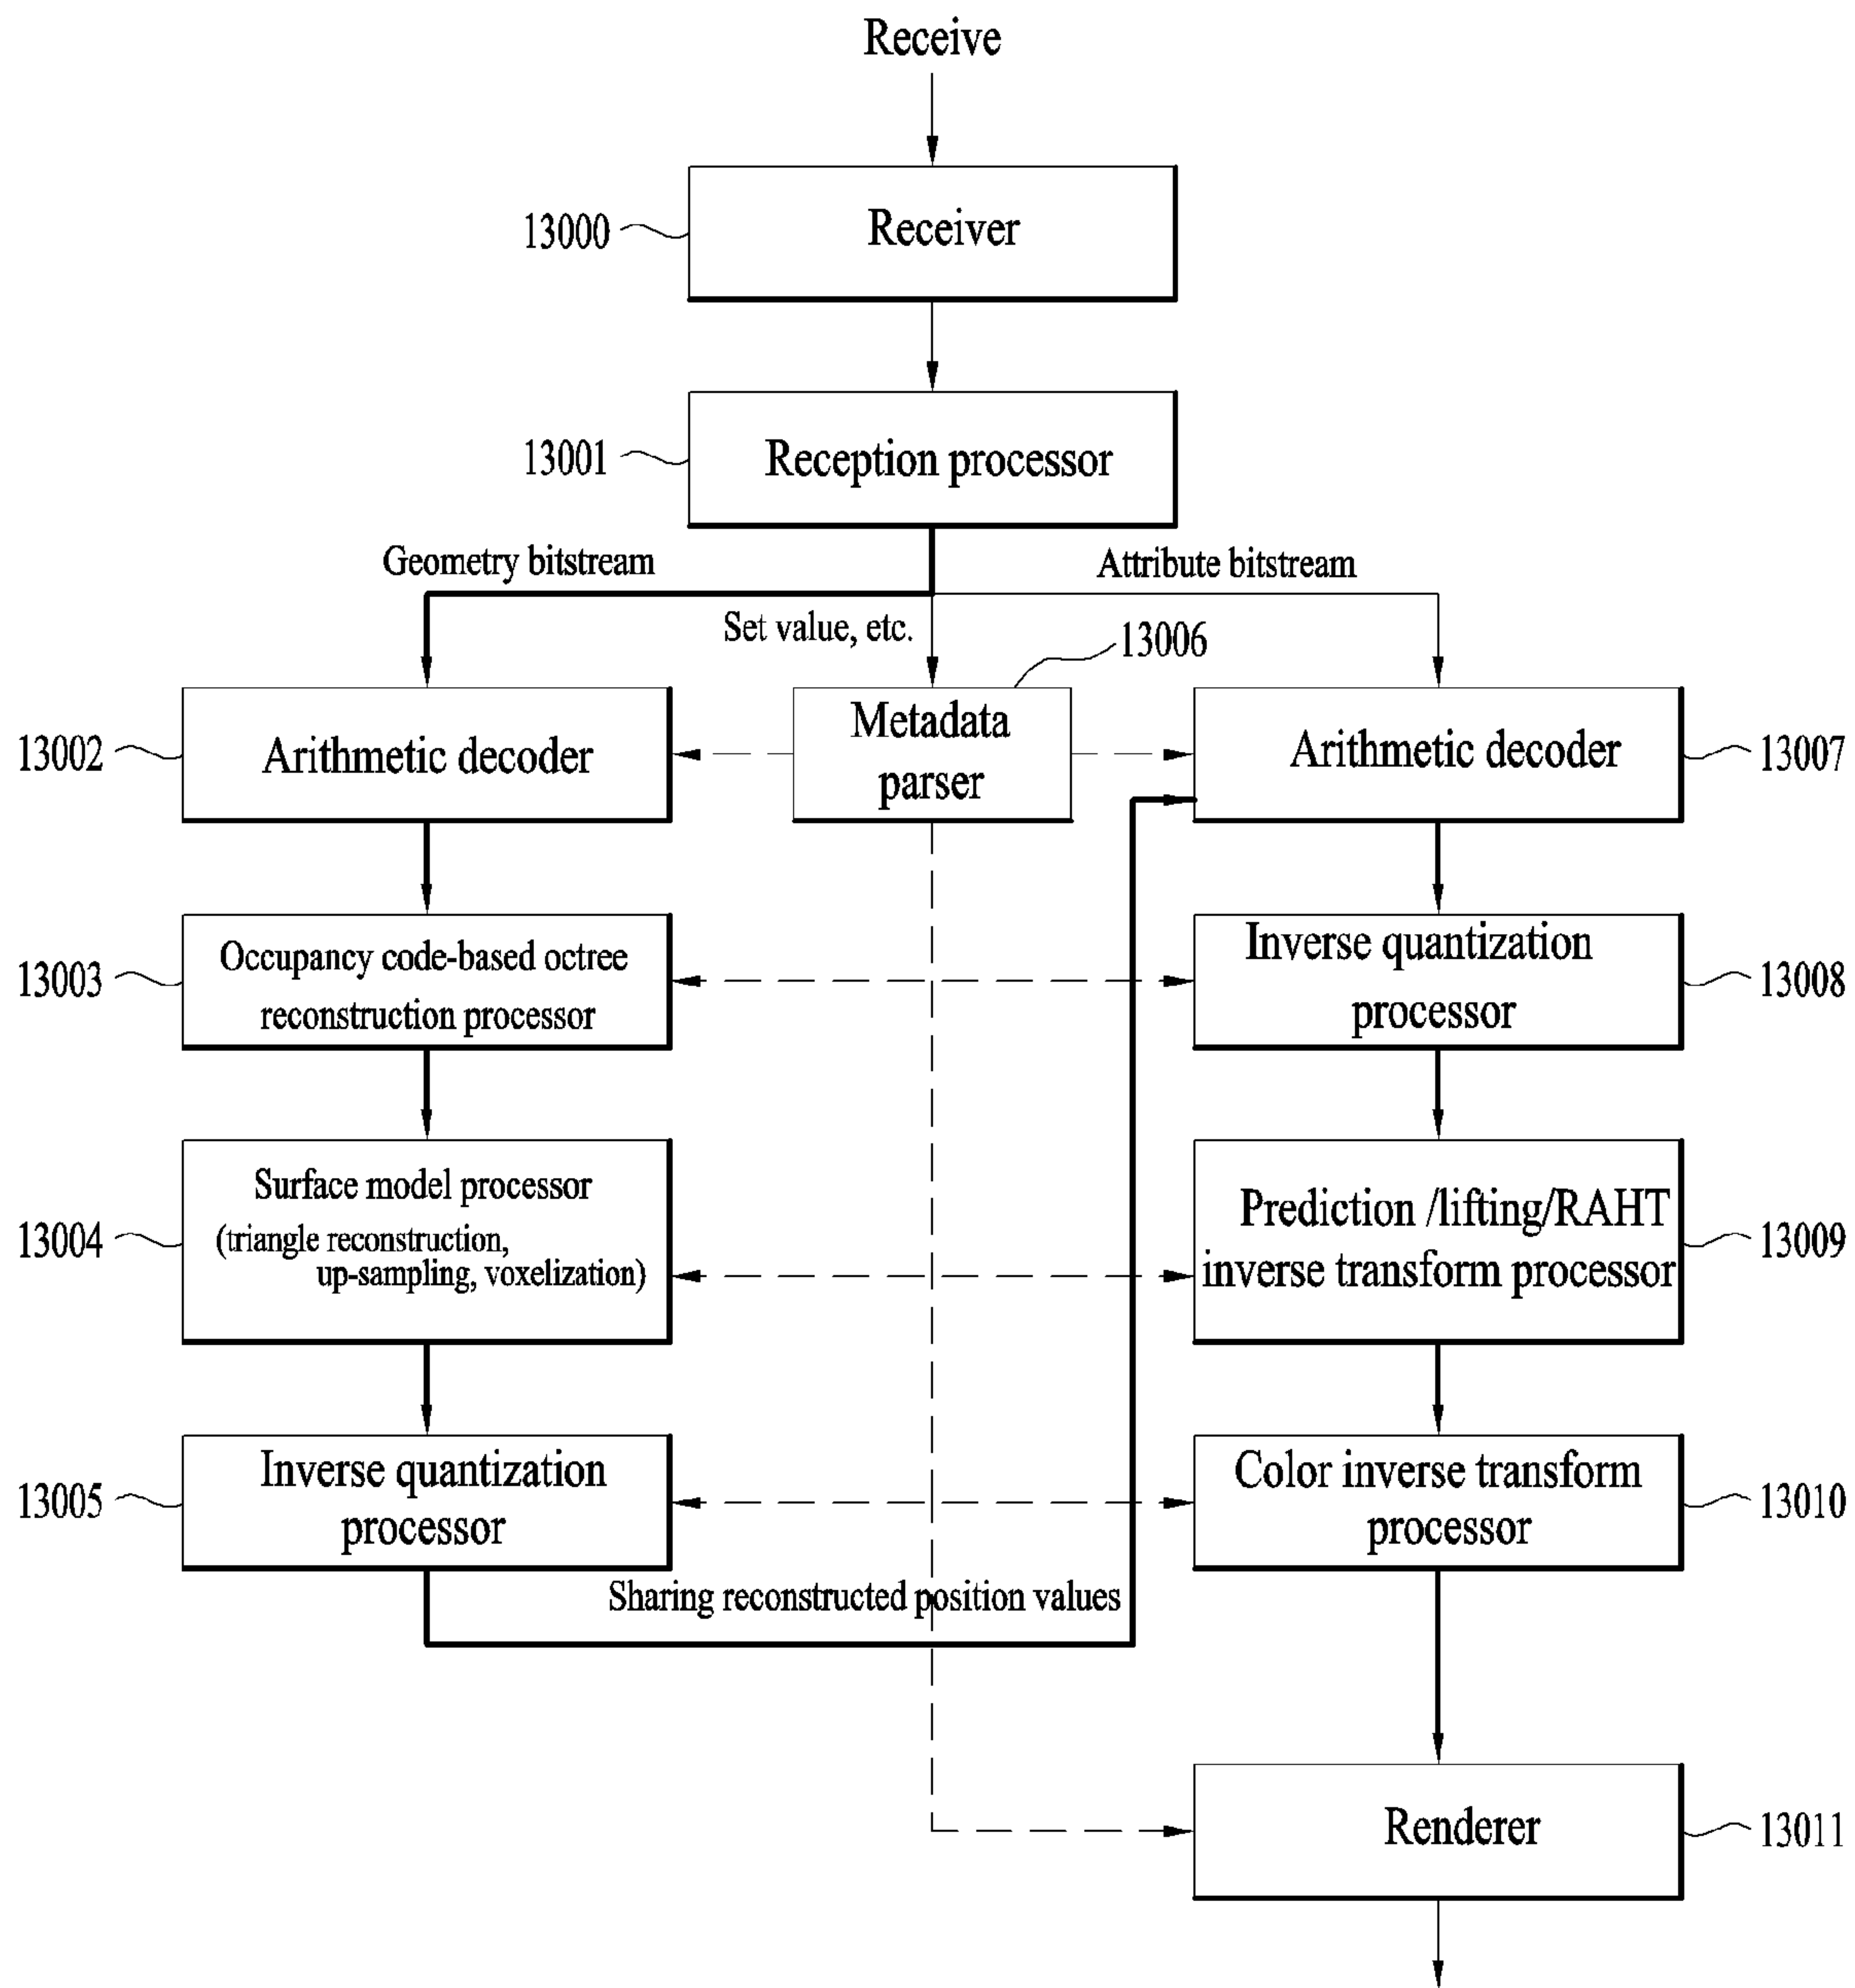 Receive
13000
Receiver
13001
Reception processor
Geometry bitstream
Attribute bitstream
Set value, etc.
13006
13002
Arithmetic decoder
Metadata
parser
Arithmetic decoder
13007
13003
Occupancy code-based octree
reconstruction processor
Inverse quantization
processor
13008
13004
Surface model processor
(triangle reconstruction,
up-sampling, voxelization)
Prediction /lifting/RAHT
inverse transform processor
13009
13005
Inverse quantization
processor
Color inverse transform
processor
13010
Sharing reconstructed position values
Renderer
13011